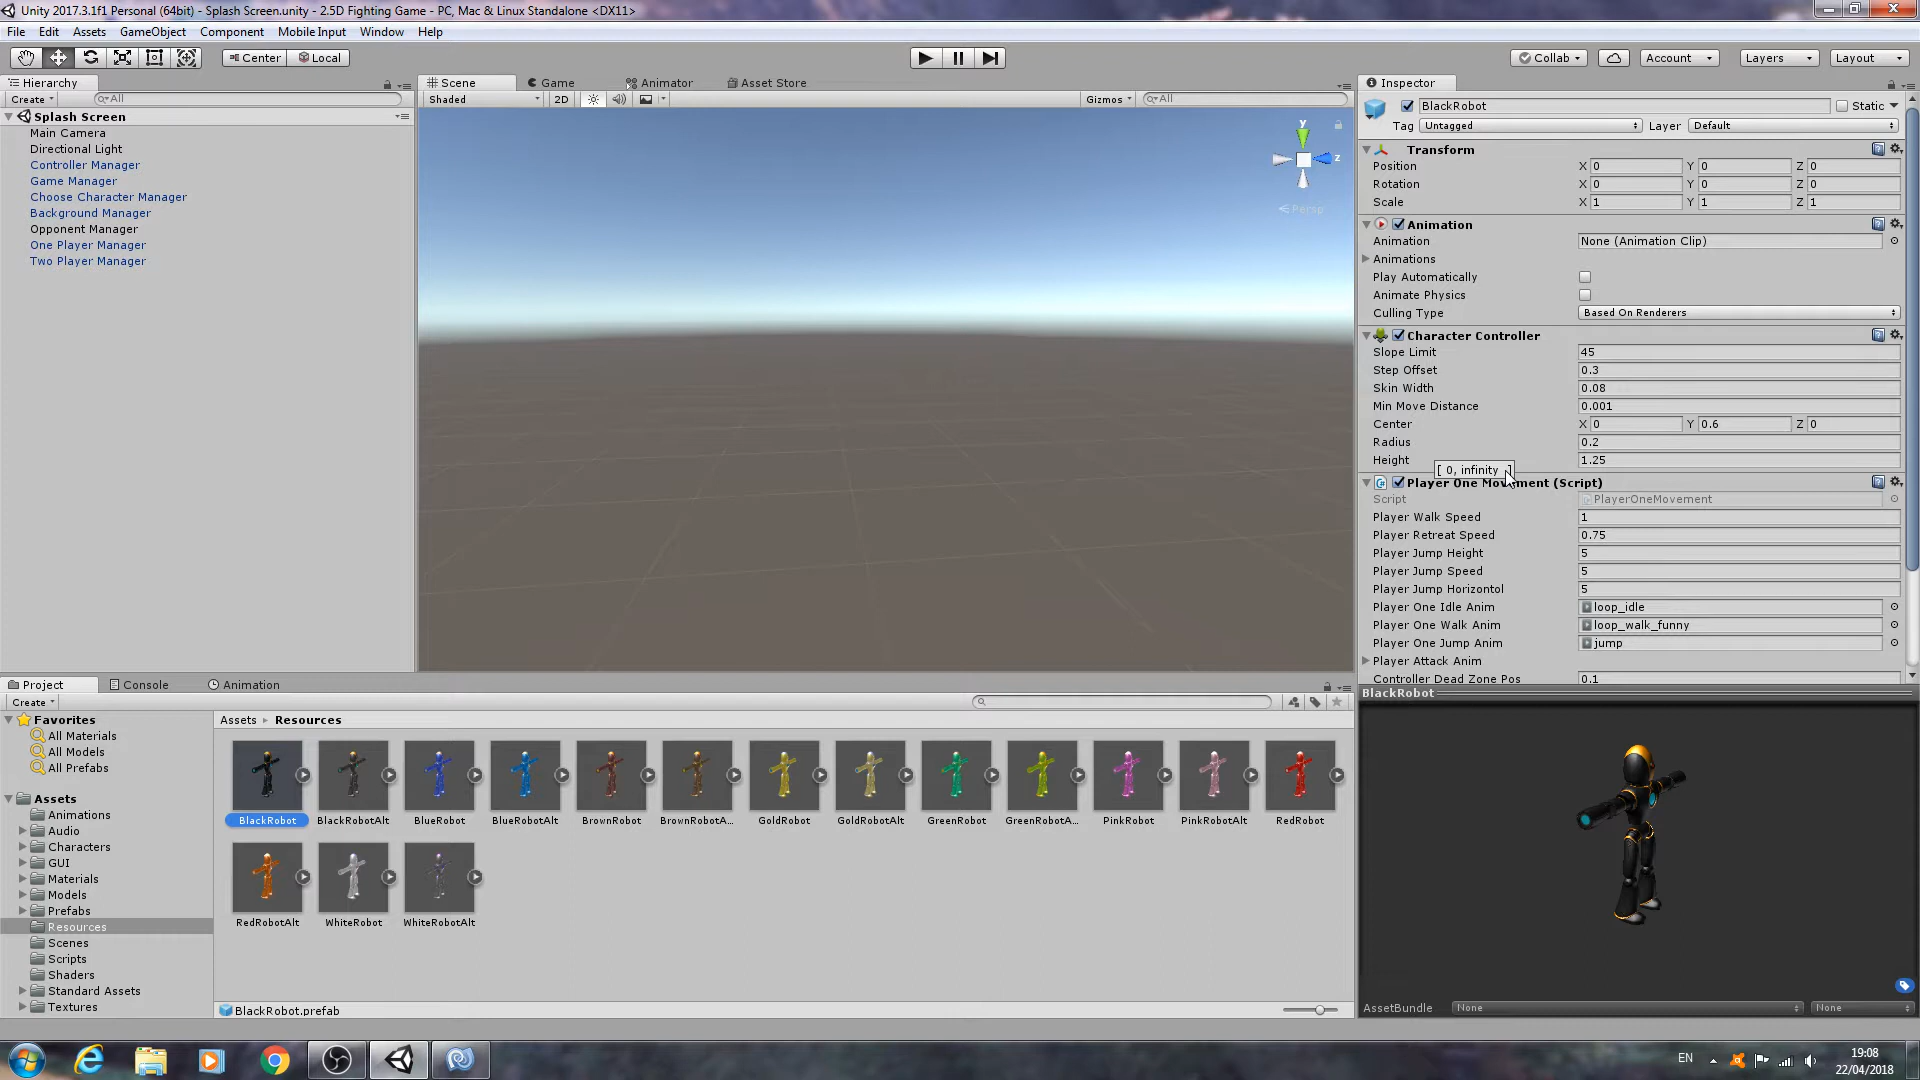 Unity 2017.3.1f1 Personal (64bit) - Splash Screen.unity - 2.5D Fighting Game - PC, Mac & Linux Standalone <DX11>
File Edit Assets GameObject Component Mobile Input Window Help
Center Local Collab Account Layers Layout
Hierarchy
Create All
Splash Screen
Main Camera
Directional Light
Controller Manager
Game Manager
Choose Character Manager
Background Manager
Opponent Manager
One Player Manager
Two Player Manager
Scene Game Animator Asset Store
Shaded 2D Gizmos All
y
z
Persp
Inspector
BlackRobot Static
Tag Untagged Layer Default
Transform
Position X 0 Y 0 Z 0
Rotation X 0 Y 0 Z 0
Scale X 1 Y 1 Z 1
Animation
Animation None (Animation Clip)
Animations
Play Automatically
Animate Physics
Culling Type Based On Renderers
Character Controller
Slope Limit 45
Step Offset 0.3
Skin Width 0.08
Min Move Distance 0.001
Center X 0 Y 0.6 Z 0
Radius 0.2
Height 1.25
[ 0, infinity ]
Player One Movement (Script)
Script PlayerOneMovement
Player Walk Speed 1
Player Retreat Speed 0.75
Player Jump Height 5
Player Jump Speed 5
Player Jump Horizontol 5
Player One Idle Anim loop_idle
Player One Walk Anim loop_walk_funny
Player One Jump Anim jump
Player Attack Anim
Controller Dead Zone Pos 0.1
BlackRobot
AssetBundle None None
Project Console Animation
Create
Favorites
All Materials
All Models
All Prefabs
Assets
Animations
Audio
Characters
GUI
Materials
Models
Prefabs
Resources
Scenes
Scripts
Shaders
Standard Assets
Textures
Assets Resources
BlackRobot BlackRobotAlt BlueRobot BlueRobotAlt BrownRobot BrownRobotA... GoldRobot GoldRobotAlt GreenRobot GreenRobotA... PinkRobot PinkRobotAlt RedRobot
RedRobotAlt WhiteRobot WhiteRobotAlt
BlackRobot.prefab
EN
19:08
22/04/2018